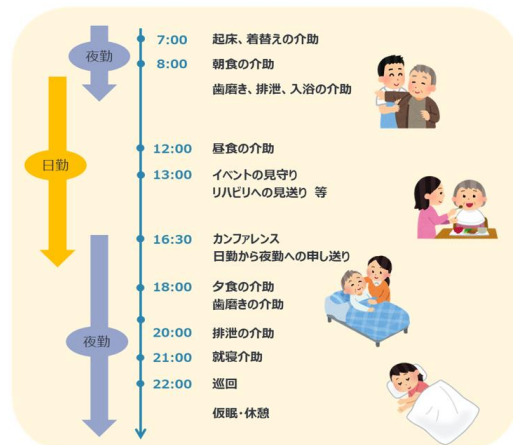 夜勤
日勤
夜勤
7:00 起床、着替えの介助
8:00 朝食の介助
歯磨き、排泄、入浴の介助
12:00 昼食の介助
13:00 イベントの見守り
リハビリへの見送り 等
16:30 カンファレンス
日勤から夜勤への申し送り
18:00 夕食の介助
歯磨きの介助
20:00 排泄の介助
21:00 就寝介助
22:00 巡回
仮眠・休憩